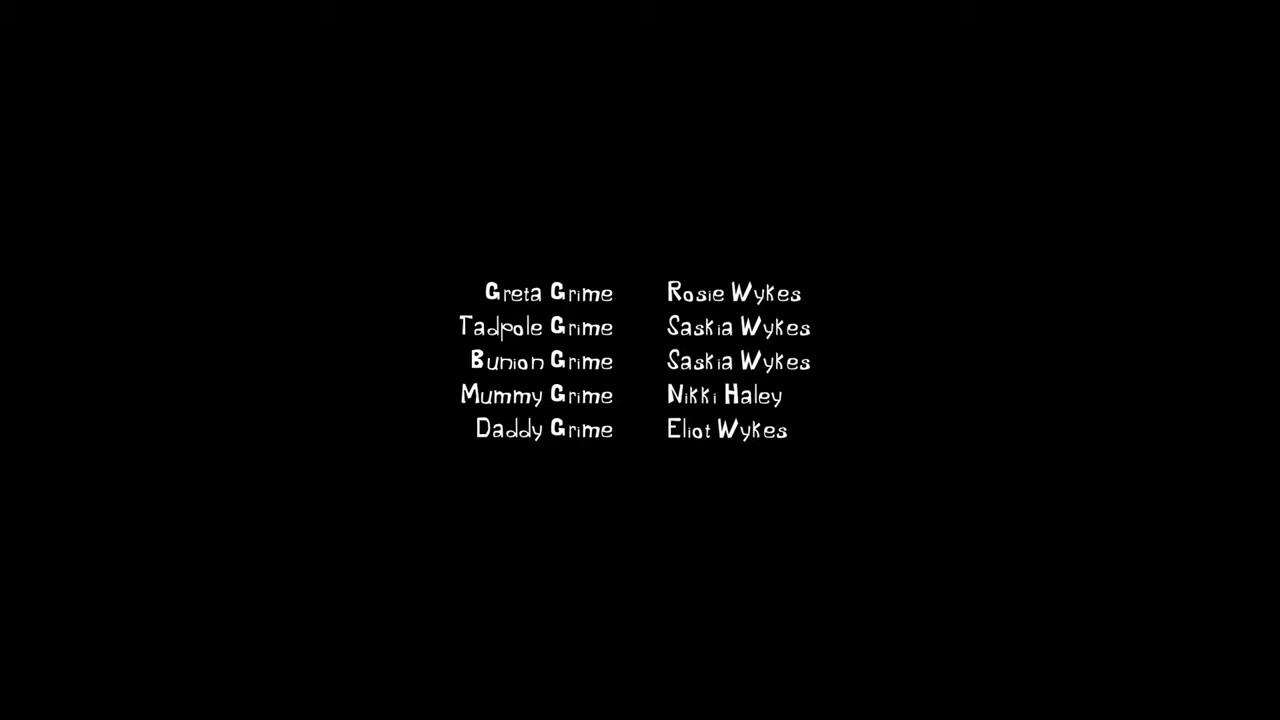 Greta Grime Rosie Wykes
Tadpole Grime Saskia Wykes
Bunion Grime Saskia Wykes
Mummy Grime Nikki Haley
Daddy Grime Eliot Wykes